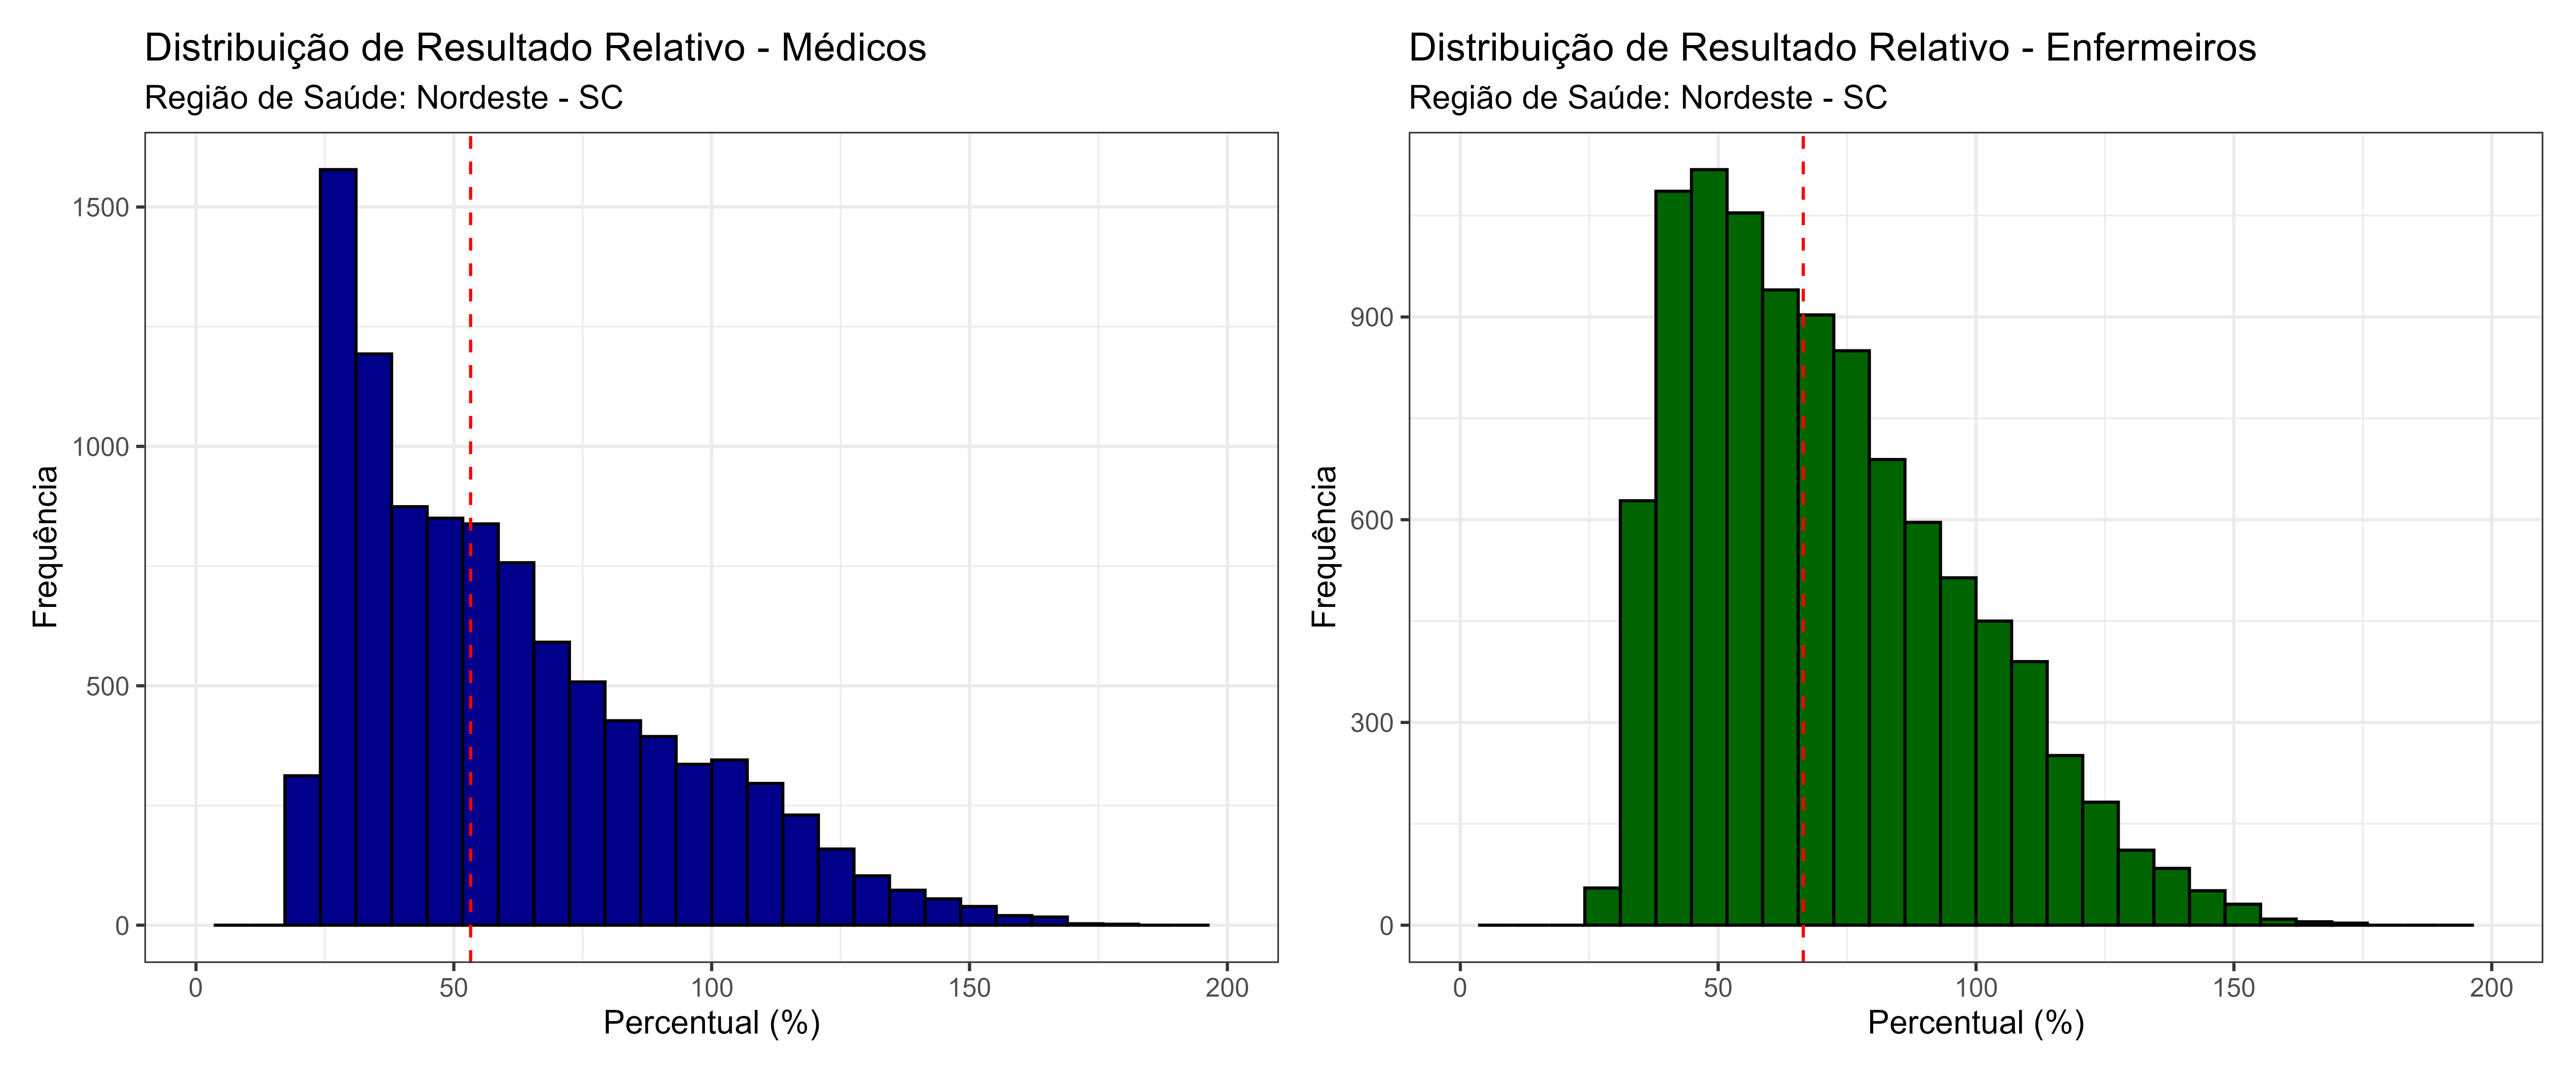 Distribuição de Resultado Relativo - Médicos
Região de Saúde: Nordeste - SC
Frequência
1500
1000
500
0
0 50 100 150 200
Percentual (%)
Distribuição de Resultado Relativo - Enfermeiros
Região de Saúde: Nordeste - SC
Frequência
900
600
300
0
0 50 100 150 200
Percentual (%)